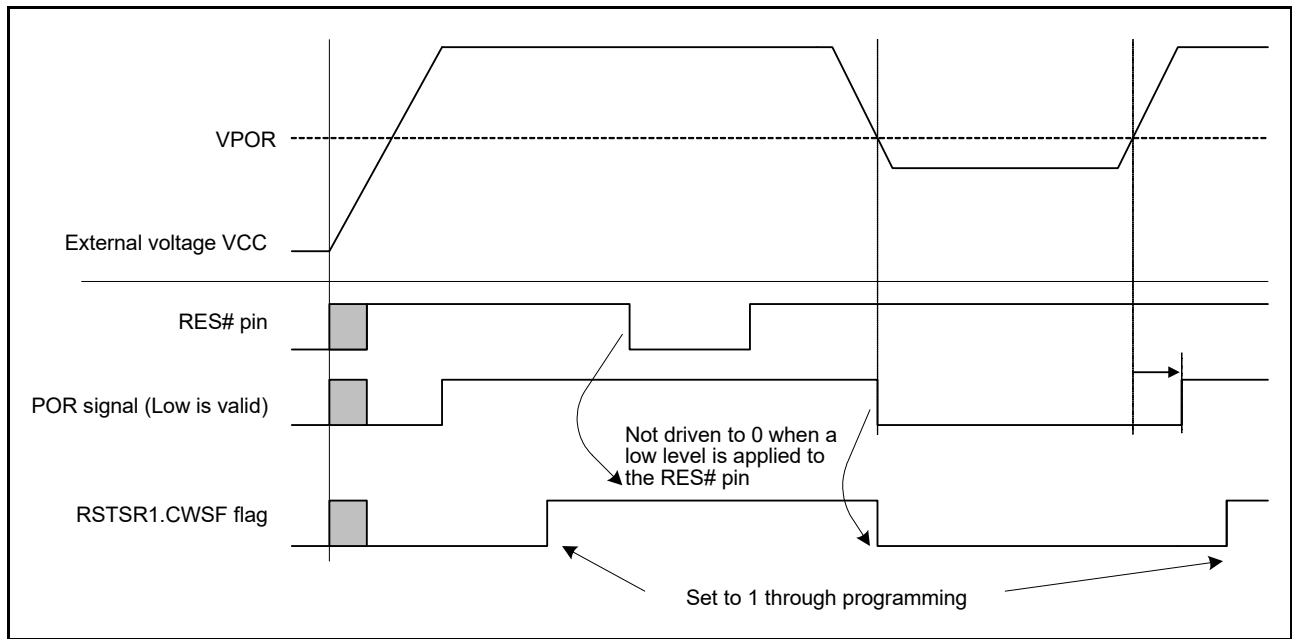 VPOR
External voltage VCC
RES# pin
POR signal (Low is valid)
Not driven to 0 when a
low level is applied to
the RES# pin
RSTSR1.CWSF flag
Set to 1 through programming